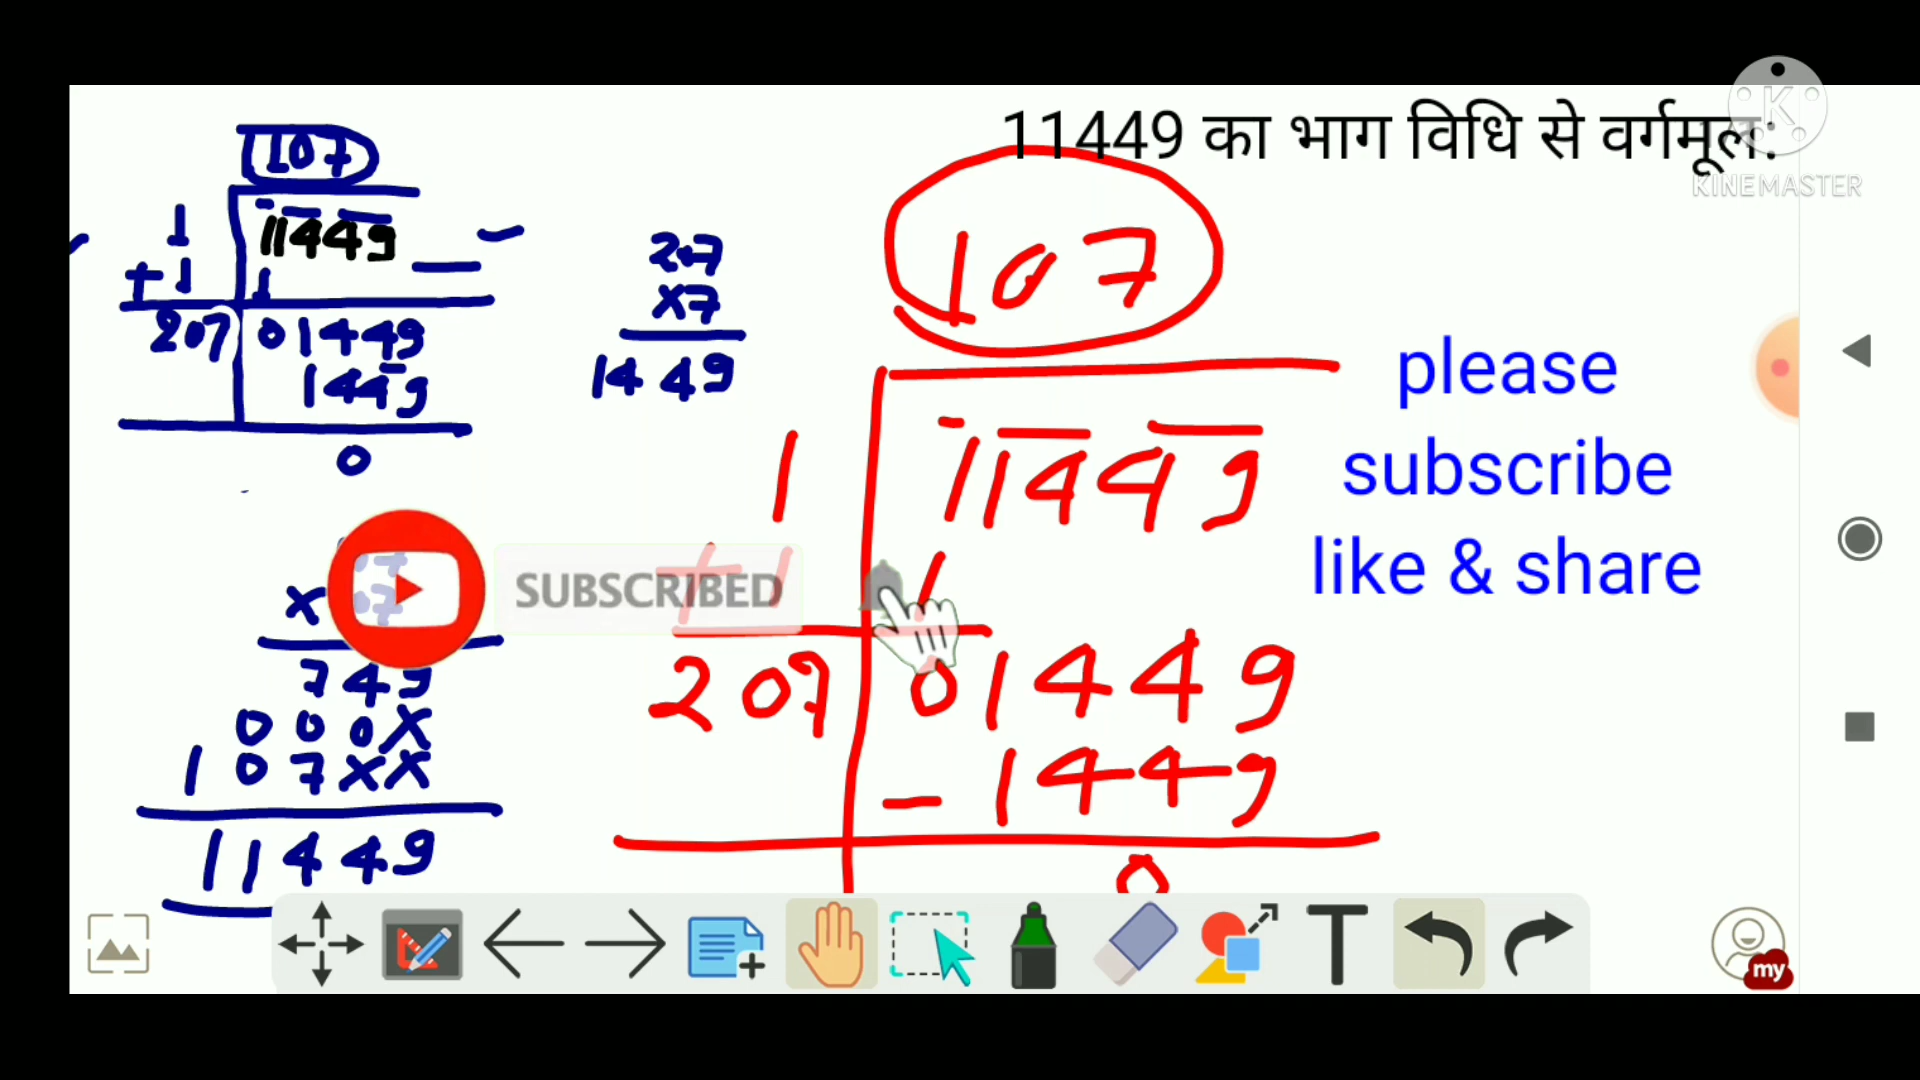 11449 का भाग विधि से वर्गमूल:
KINEMASTER
107
1 11449
+1 1
207 01449
1449
0
207
x7
1449
x
749
000X
107XX
11449
SUBSCRIBED
107
1 11449
+1 1
207 01449
- 1449
0
please
subscribe
like & share
T
my